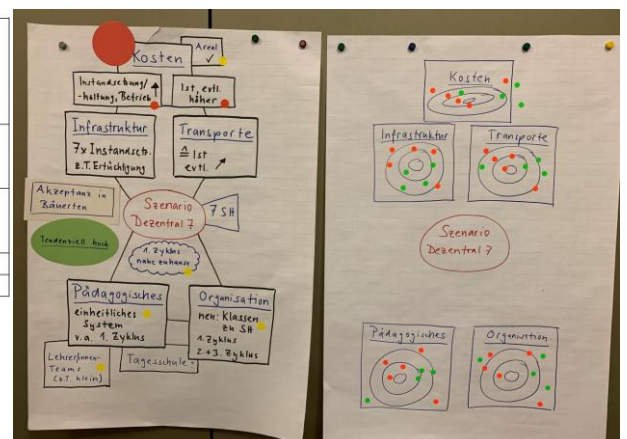 Kosten
Areal
✓
Instandsetzung/
-haltung, Betrieb ↑
Ist, evtl.
höher
Infrastruktur
7x Instandsetz.
z.T. Ertüchtigung
Transporte
≙ Ist
evtl. ↗
Akzeptanz in
Bäuerten
Tendenziell hoch
Szenario
Dezentral 7
7 SH
1. Zyklus
nahe zuhause
Pädagogisches
einheitliches
System
v.a. 1. Zyklus
Organisation
neu: Klassen
zu SH
1. Zyklus
2.+3. Zyklus
Lehrer/innen-
Teams
(z.T. klein)
Tagesschule
Kosten
Infrastruktur
Transporte
Szenario
Dezentral 7
Pädagogisches
Organisation